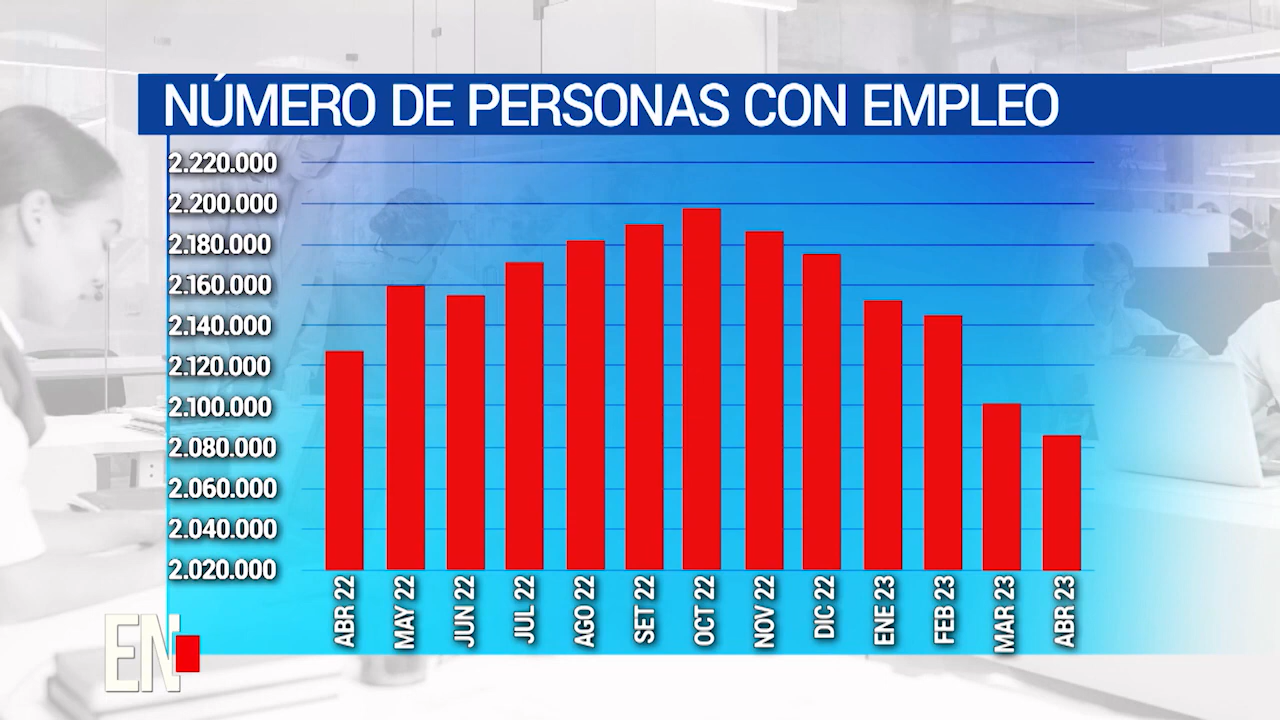 NÚMERO DE PERSONAS CON EMPLEO
2.220.000
2.200.000
2.180.000
2.160.000
2.140.000
2.120.000
2.100.000
2.080.000
2.060.000
2.040.000
2.020.000
ABR 22
MAY 22
JUN 22
JUL 22
AGO 22
SET 22
OCT 22
NOV 22
DIC 22
ENE 23
FEB 23
MAR 23
ABR 23
EN